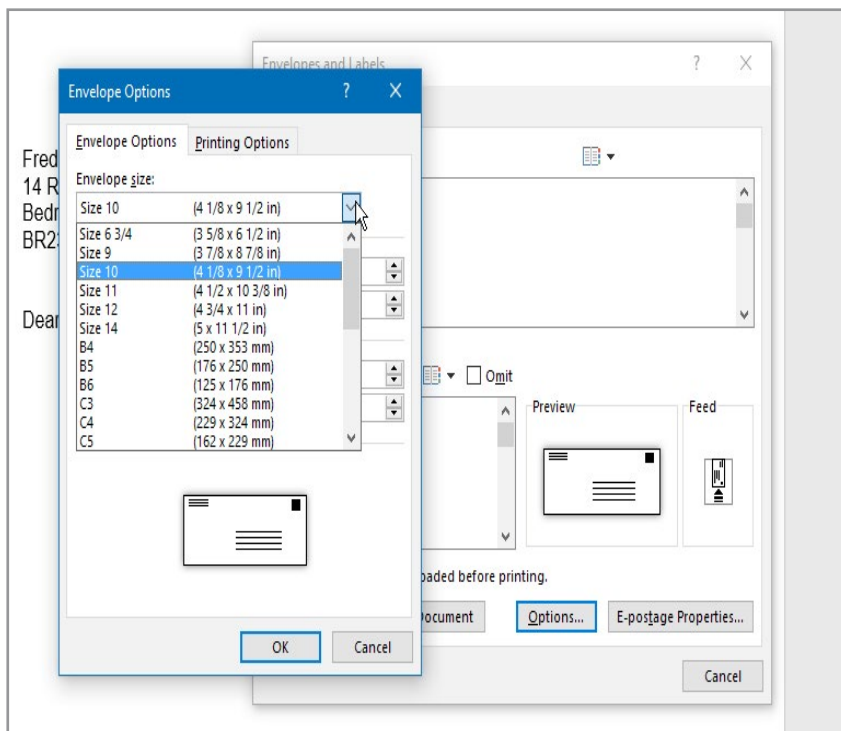 Envelopes and Labels ?
Envelope Options ?
Envelope Options Printing Options
Envelope size:
Size 10 (4 1/8 x 9 1/2 in)
Size 6 3/4 (3 5/8 x 6 1/2 in)
Size 9 (3 7/8 x 8 7/8 in)
Size 10 (4 1/8 x 9 1/2 in)
Size 11 (4 1/2 x 10 3/8 in)
Size 12 (4 3/4 x 11 in)
Size 14 (5 x 11 1/2 in)
B4 (250 x 353 mm)
B5 (176 x 250 mm)
B6 (125 x 176 mm)
C3 (324 x 458 mm)
C4 (229 x 324 mm)
C5 (162 x 229 mm)
OK Cancel
Fred
14 R
Bedr
BR2
Dear
Omit
Preview Feed
before printing.
Options... E-postage Properties...
Cancel